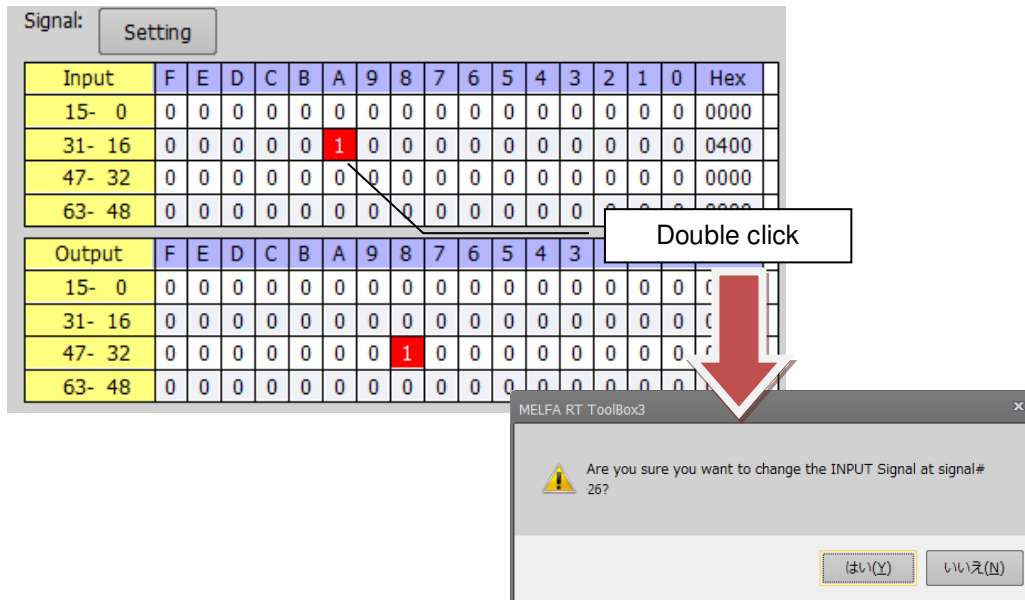 Signal: Setting
Input F E D C B A 9 8 7 6 5 4 3 2 1 0 Hex
15- 0 0 0 0 0 0 0 0 0 0 0 0 0 0 0 0 0 0000
31- 16 0 0 0 0 0 1 0 0 0 0 0 0 0 0 0 0 0400
47- 32 0 0 0 0 0 0 0 0 0 0 0 0 0 0 0 0 0000
63- 48 0 0 0 0 0 0 0 0 0 0 0 0 0
Double click
Output F E D C B A 9 8 7 6 5 4 3
15- 0 0 0 0 0 0 0 0 0 0 0 0 0 0 0 0 0 0
31- 16 0 0 0 0 0 0 0 0 0 0 0 0 0 0 0 0
47- 32 0 0 0 0 0 0 0 1 0 0 0 0 0 0 0 0
63- 48 0 0 0 0 0 0 0 0 0 0 0 0 0 0 0 0
MELFA RT ToolBox3 x
Are you sure you want to change the INPUT Signal at signal#
26?
はい(Y) いいえ(N)